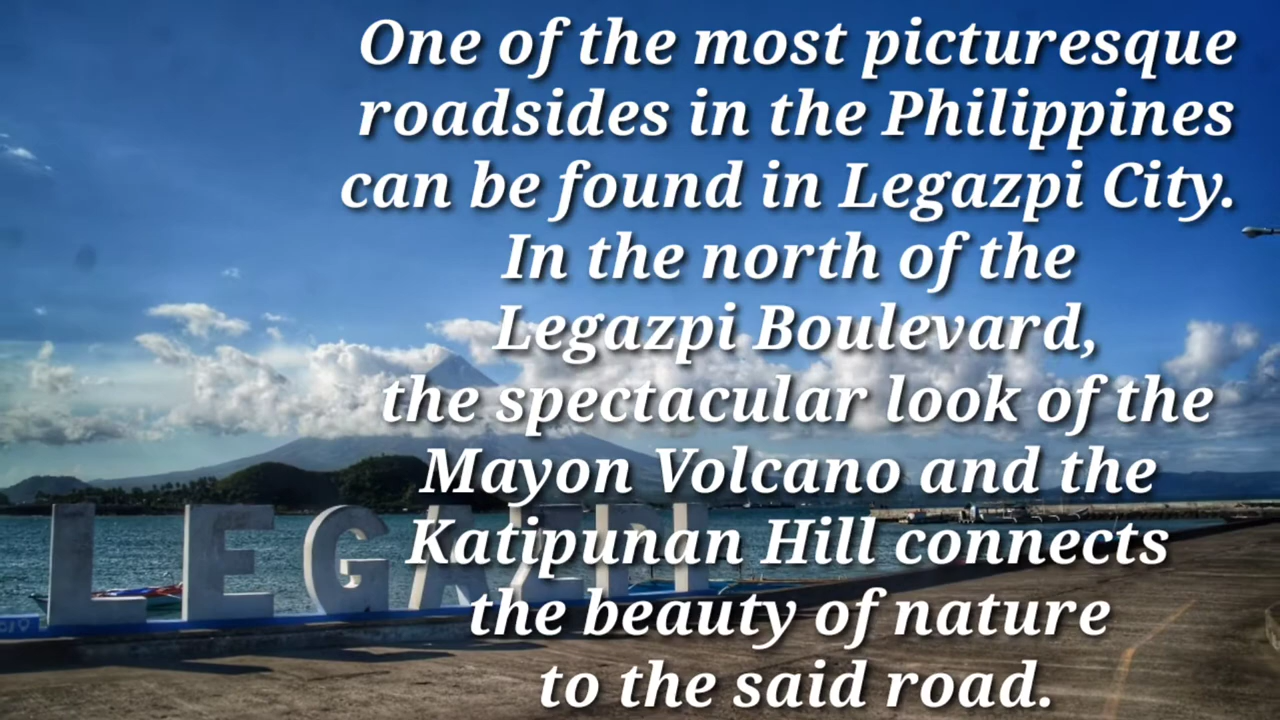 One of the most picturesque
roadsides in the Philippines
can be found in Legazpi City.
In the north of the
Legazpi Boulevard,
the spectacular look of the
Mayon Volcano and the
Katipunan Hill connects
the beauty of nature
to the said road.
LEGAZPI